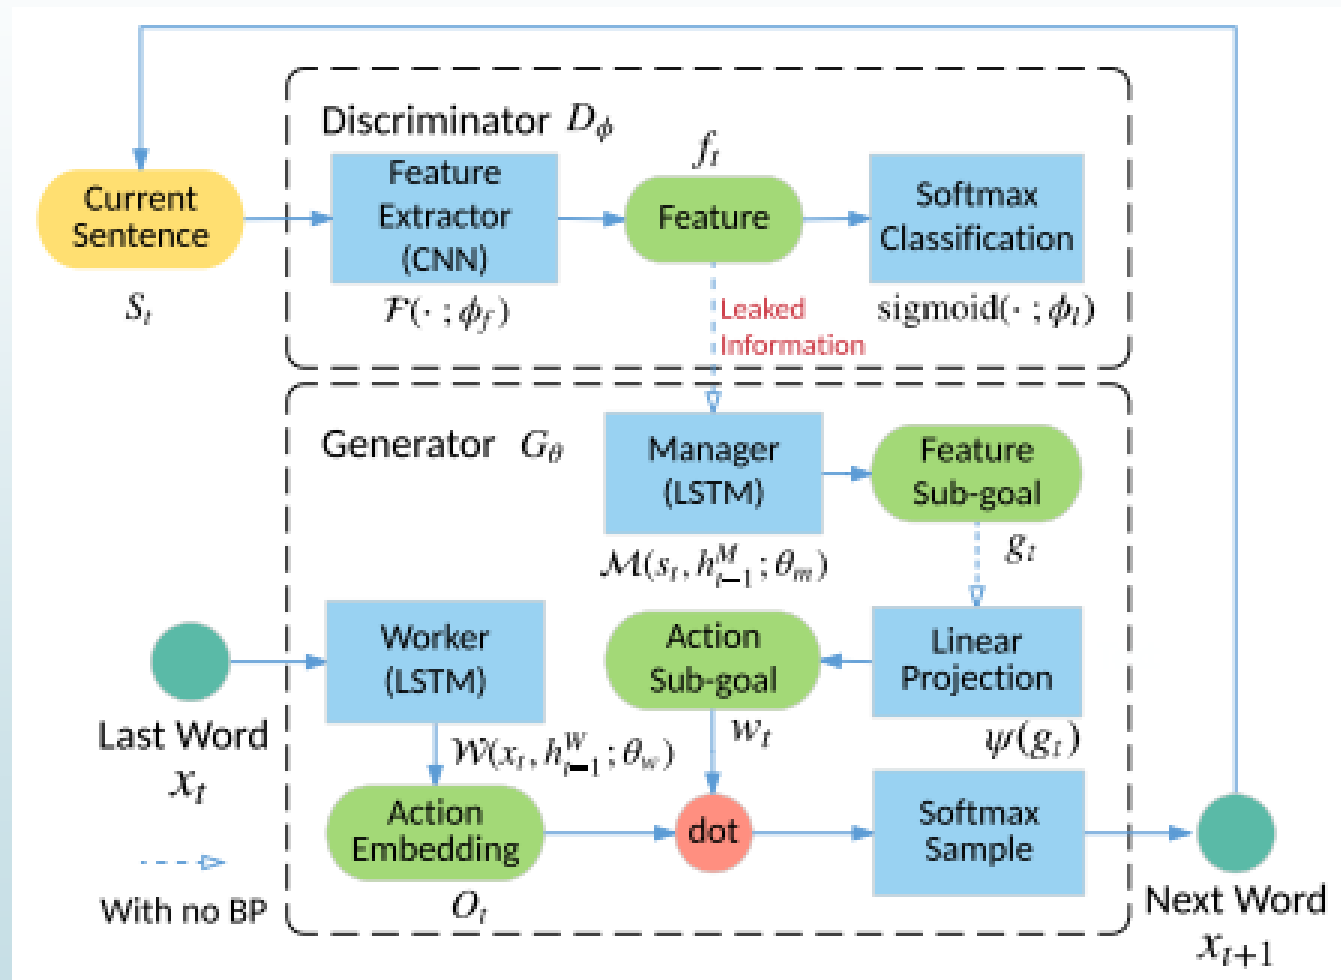 Discriminator D_ϕ
f_t
Feature
Extractor
(CNN)
Current
Sentence
Feature
Softmax
Classification
S_t
ℱ(· ; ϕ_f)
Leaked
Information
sigmoid(· ; ϕ_l)
Generator G_θ
Manager
(LSTM)
Feature
Sub-goal
g_t
ℳ(s_t, h^M_{t−1}; θ_m)
Worker
(LSTM)
Action
Sub-goal
Linear
Projection
Last Word
x_t
𝒲(x_t, h^W_{t−1}; θ_w)
w_t
ψ(g_t)
Action
Embedding
dot
Softmax
Sample
With no BP
O_t
Next Word
x_{t+1}